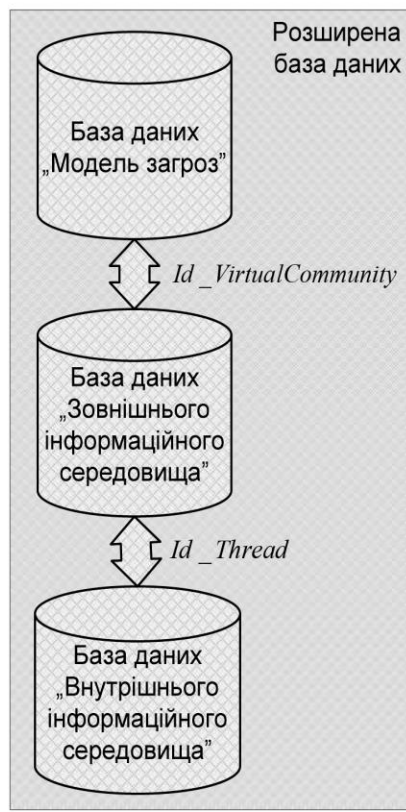 Розширена
база даних
База даних
„Модель загроз”
Id _VirtualCommunity
База даних
„Зовнішнього
інформаційного
середовища”
Id _Thread
База даних
„Внутрішнього
інформаційного
середовища”